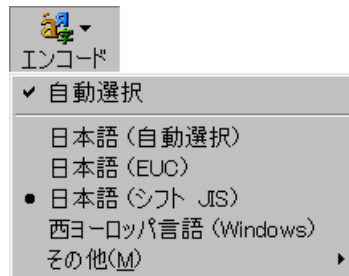 エンコード
自動選択
日本語 (自動選択)
日本語 (EUC)
日本語 (シフト JIS)
西ヨーロッパ言語 (Windows)
その他(M)